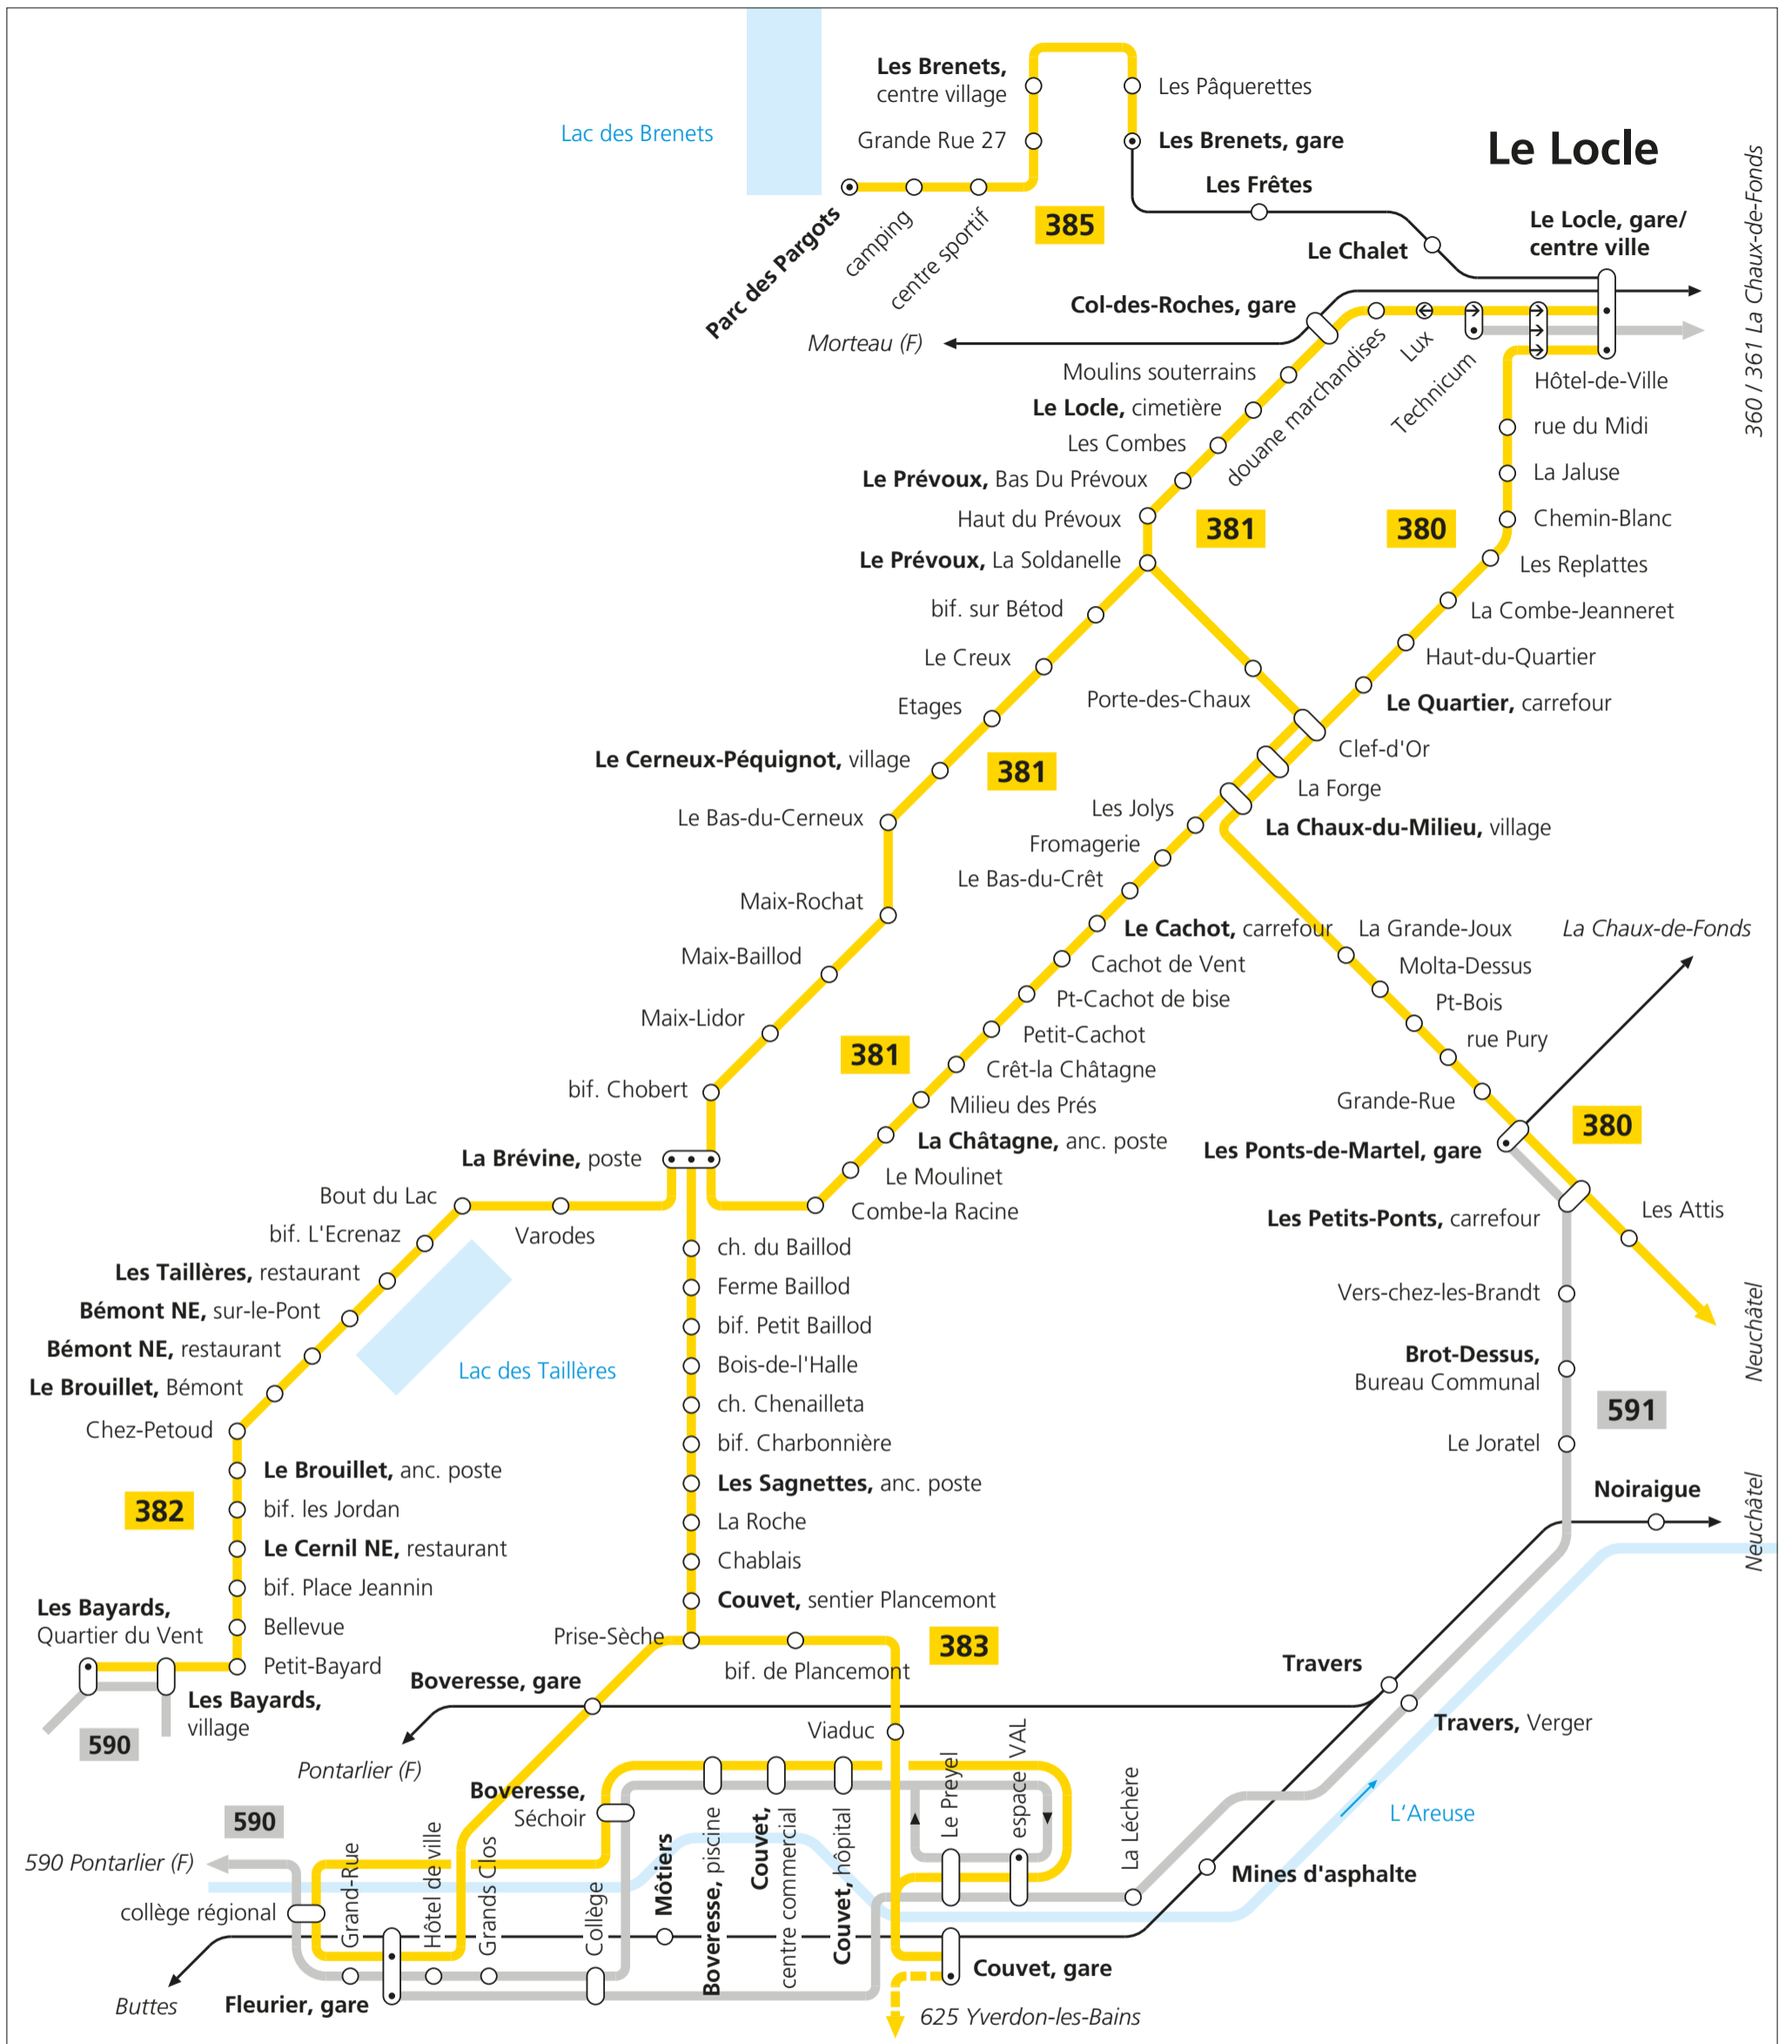 Les Brenets,
centre village
Les Pâquerettes
Lac des Brenets
Grande Rue 27
Les Brenets, gare
Le Locle
360 / 361 La Chaux-de-Fonds
Les Frêtes
385
Le Locle, gare/
centre ville
Parc des Pargots
camping
centre sportif
Le Chalet
Col-des-Roches, gare
Morteau (F)
douane marchandises
Lux
Technicum
Moulins souterrains
Hôtel-de-Ville
Le Locle, cimetière
rue du Midi
Les Combes
La Jaluse
Le Prévoux, Bas Du Prévoux
Haut du Prévoux
381
380
Chemin-Blanc
Le Prévoux, La Soldanelle
Les Replattes
bif. sur Bétod
La Combe-Jeanneret
Le Creux
Haut-du-Quartier
Etages
Porte-des-Chaux
Le Quartier, carrefour
Le Cerneux-Péquignot, village
381
Clef-d'Or
La Forge
Le Bas-du-Cerneux
Les Jolys
La Chaux-du-Milieu, village
Fromagerie
Le Bas-du-Crêt
Maix-Rochat
Le Cachot, carrefour
La Grande-Joux
La Chaux-de-Fonds
Maix-Baillod
Cachot de Vent
Molta-Dessus
Pt-Cachot de bise
Pt-Bois
Maix-Lidor
Petit-Cachot
rue Pury
381
Crêt-la Châtagne
bif. Chobert
Milieu des Prés
Grande-Rue
380
La Châtagne, anc. poste
Les Ponts-de-Martel, gare
La Brévine, poste
Le Moulinet
Bout du Lac
Combe-la Racine
Les Petits-Ponts, carrefour
Les Attis
bif. L'Ecrenaz
Varodes
ch. du Baillod
Les Taillères, restaurant
Ferme Baillod
Vers-chez-les-Brandt
Neuchâtel
Bémont NE, sur-le-Pont
bif. Petit Baillod
Bémont NE, restaurant
Lac des Taillères
Bois-de-l'Halle
Brot-Dessus,
Bureau Communal
Le Brouillet, Bémont
ch. Chenailleta
591
Chez-Petoud
bif. Charbonnière
Le Joratel
Le Brouillet, anc. poste
Les Sagnettes, anc. poste
Noiraigue
Neuchâtel
382
bif. les Jordan
La Roche
Le Cernil NE, restaurant
Chablais
bif. Place Jeannin
Couvet, sentier Plancemont
Les Bayards,
Quartier du Vent
Bellevue
Prise-Sèche
383
Petit-Bayard
bif. de Plancemont
Travers
Les Bayards,
village
Boveresse, gare
590
Viaduc
Travers, Verger
Pontarlier (F)
Boveresse,
Séchoir
Le Preyel
espace VAL
La Léchère
L'Areuse
590
590 Pontarlier (F)
Mines d'asphalte
collège régional
Grand-Rue
Hôtel de ville
Grands Clos
Collège
Môtiers
Boveresse, piscine
Couvet,
centre commercial
Couvet, hôpital
Couvet, gare
Buttes
Fleurier, gare
625 Yverdon-les-Bains